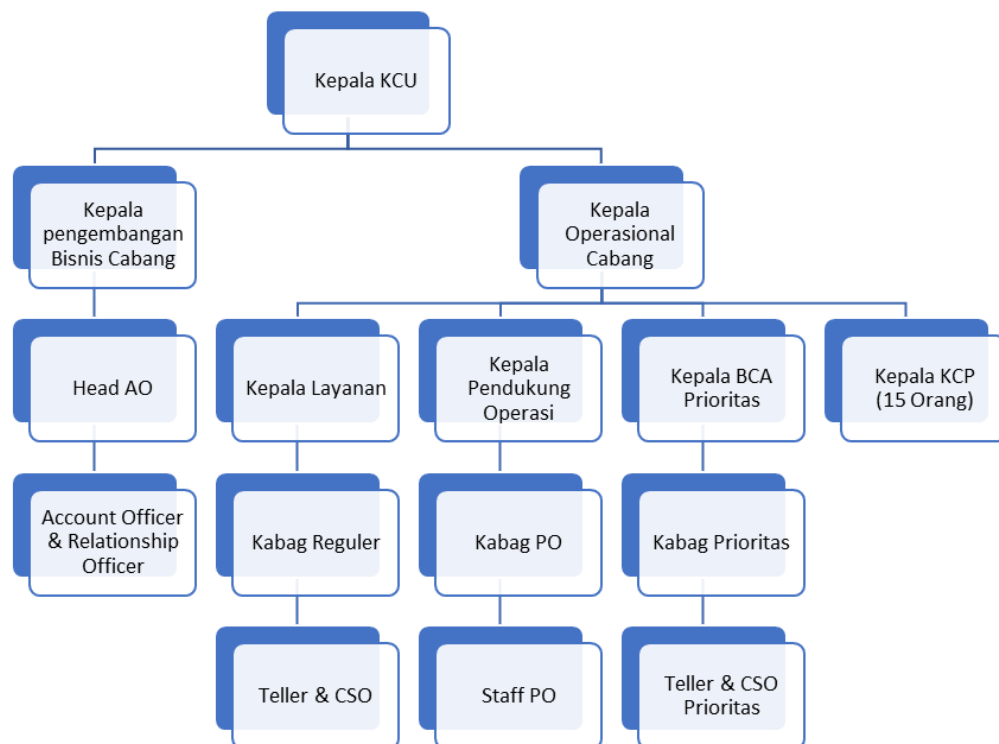 Kepala KCU
Kepala
pengembangan
Bisnis Cabang
Kepala
Operasional
Cabang
Head AO
Kepala Layanan
Kepala
Pendukung
Operasi
Kepala BCA
Prioritas
Kepala KCP
(15 Orang)
Account Officer
& Relationship
Officer
Kabag Reguler
Kabag PO
Kabag Prioritas
Teller & CSO
Staff PO
Teller & CSO
Prioritas